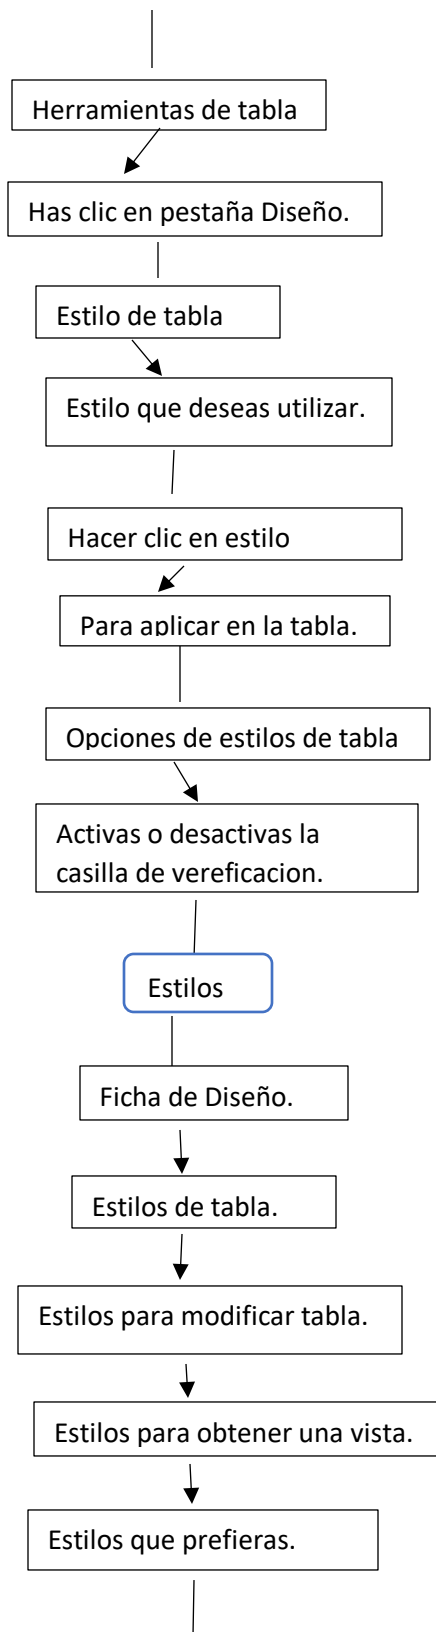 Herramientas de tabla
Has clic en pestaña Diseño.
Estilo de tabla
Estilo que deseas utilizar.
Hacer clic en estilo
Para aplicar en la tabla.
Opciones de estilos de tabla
Activas o desactivas la
casilla de vereficacion.
Estilos
Ficha de Diseño.
Estilos de tabla.
Estilos para modificar tabla.
Estilos para obtener una vista.
Estilos que prefieras.